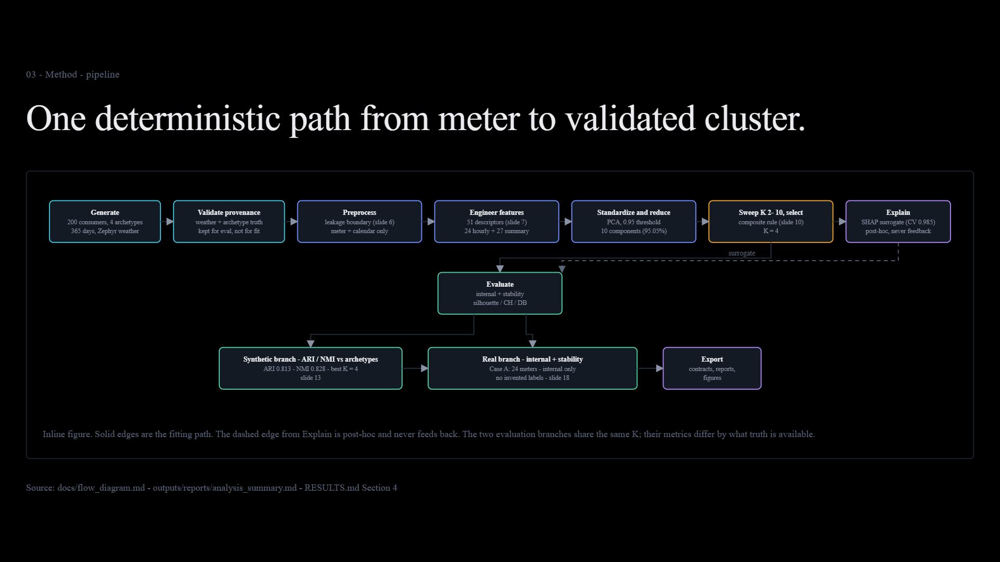 03 - Method - pipeline
One deterministic path from meter to validated cluster.
Generate
200 consumers, 4 archetypes
365 days, Zephyr weather
Validate provenance
weather + archetype truth
kept for eval, not for fit
Preprocess
leakage boundary (slide 6)
meter + calendar only
Engineer features
51 descriptors (slide 7)
24 hourly + 27 summary
Standardize and reduce
PCA, 0.95 threshold
10 components (95.05%)
Sweep K 2- 10, select
composite rule (slide 10)
K = 4
Explain
SHAP surrogate (CV 0.985)
post-hoc, never feedback
surrogate
Evaluate
internal + stability
silhouette / CH / DB
Synthetic branch - ARI / NMI vs archetypes
ARI 0.813 - NMI 0.828 - best K = 4
slide 13
Real branch - internal + stability
Case A: 24 meters - internal only
no invented labels - slide 18
Export
contracts, reports,
figures
Inline figure. Solid edges are the fitting path. The dashed edge from Explain is post-hoc and never feeds back. The two evaluation branches share the same K; their metrics differ by what truth is available.
Source: docs/flow_diagram.md - outputs/reports/analysis_summary.md - RESULTS.md Section 4